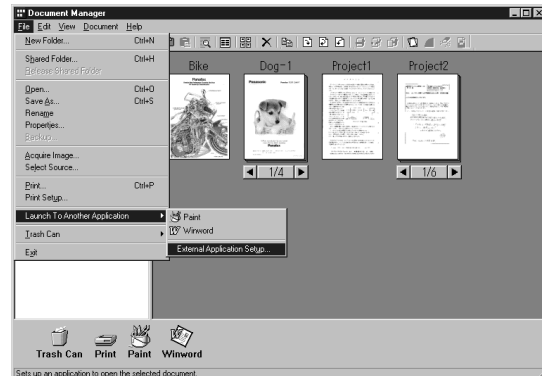 Document Manager
File Edit View Document Help
New Folder... Ctrl+N
Shared Folder... Ctrl+H
Release Shared Folder
Open... Ctrl+O
Save As... Ctrl+S
Rename
Properties...
Backup...
Acquire Image...
Select Source...
Print... Ctrl+P
Print Setup...
Launch To Another Application
Trash Can
Exit
Paint
Winword
External Application Setup...
Bike Dog-1 Project1 Project2
Panasonic
1/4 1/6
Trash Can Print Paint Winword
Sets up an application to open the selected document.